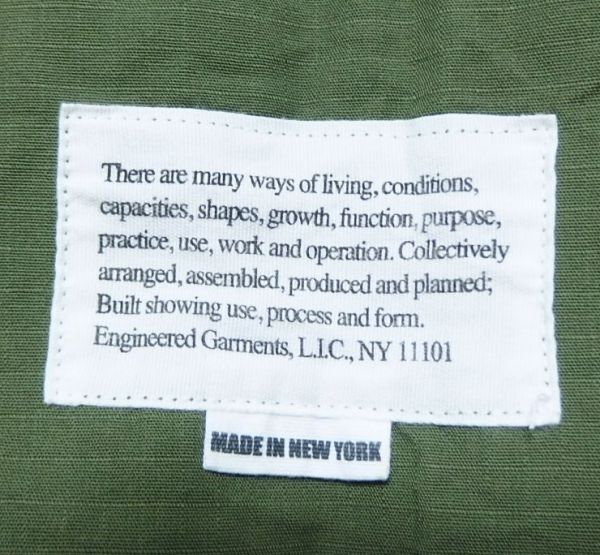 There are many ways of living, conditions,
capacities, shapes, growth, function, purpose,
practice, use, work and operation. Collectively
arranged, assembled, produced and planned;
Built showing use, process and form.
Engineered Garments, L.I.C., NY 11101
MADE IN NEW YORK